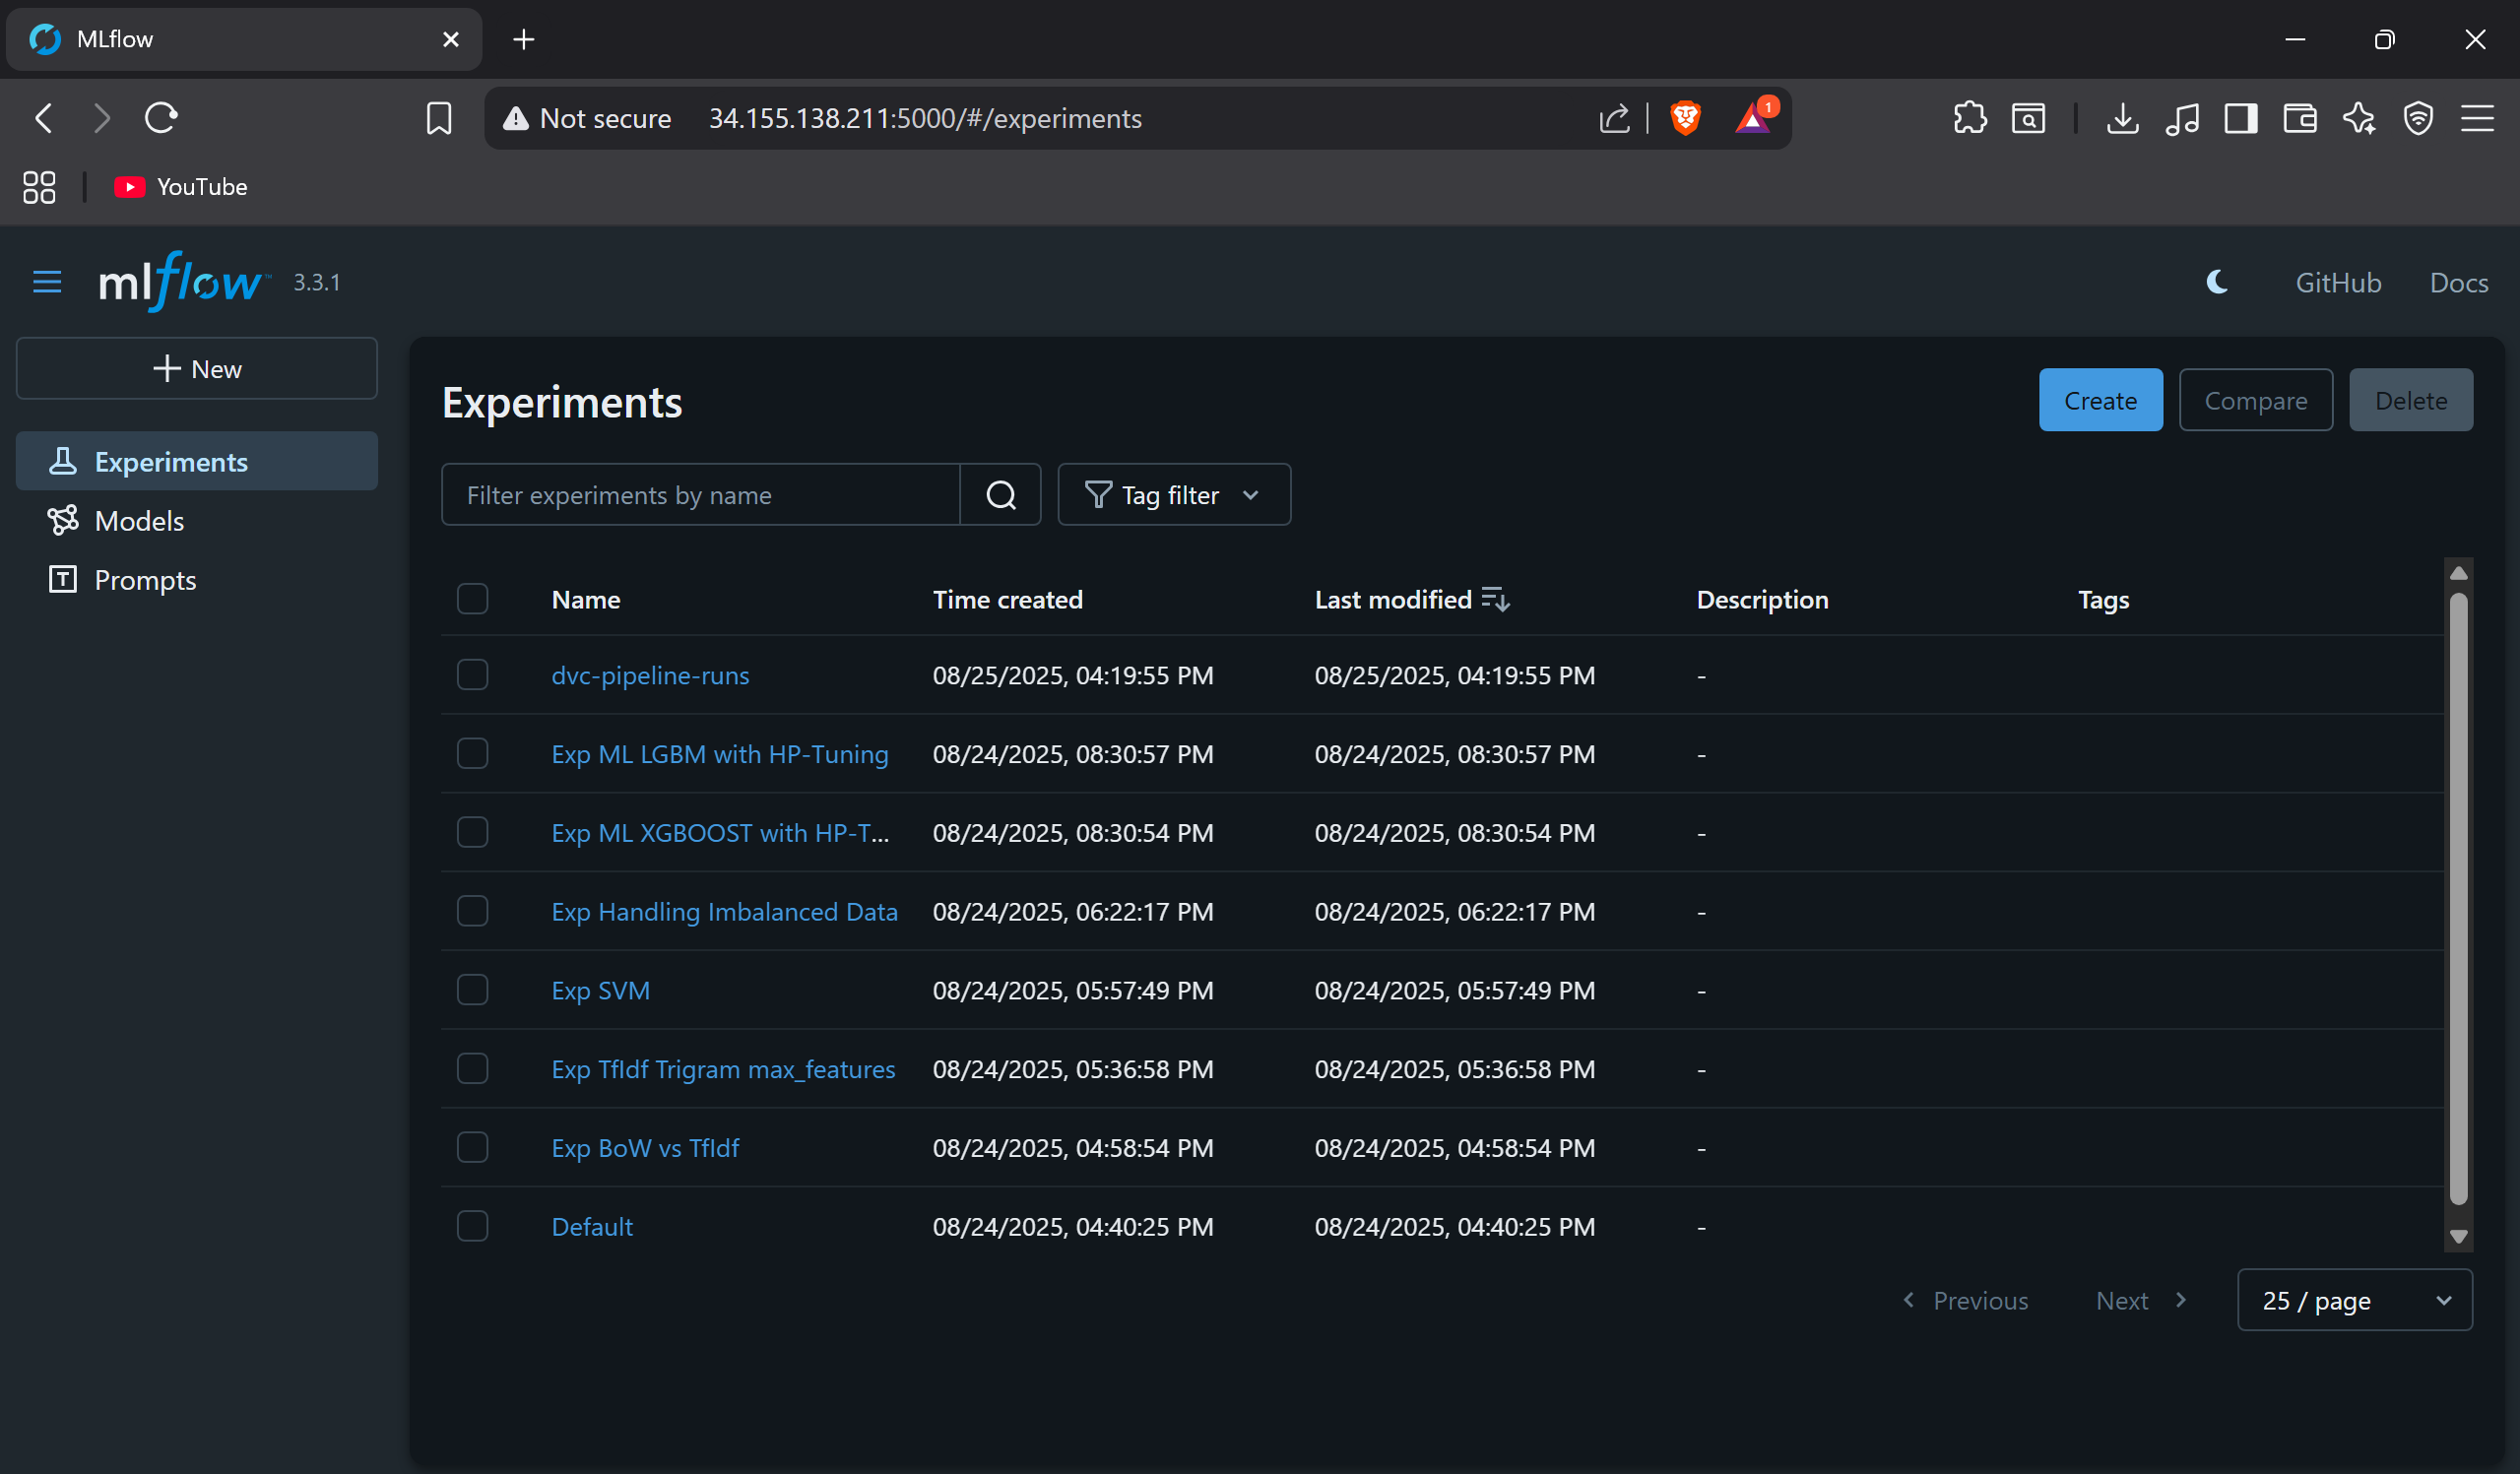 MLflow
Not secure 34.155.138.211:5000/#/experiments 1
YouTube
mlflow™ 3.3.1 GitHub Docs
New
Experiments
Models
Prompts
Experiments Create Compare Delete
Filter experiments by name Tag filter
Name Time created Last modified Description Tags
dvc-pipeline-runs 08/25/2025, 04:19:55 PM 08/25/2025, 04:19:55 PM -
Exp ML LGBM with HP-Tuning 08/24/2025, 08:30:57 PM 08/24/2025, 08:30:57 PM -
Exp ML XGBOOST with HP-T... 08/24/2025, 08:30:54 PM 08/24/2025, 08:30:54 PM -
Exp Handling Imbalanced Data 08/24/2025, 06:22:17 PM 08/24/2025, 06:22:17 PM -
Exp SVM 08/24/2025, 05:57:49 PM 08/24/2025, 05:57:49 PM -
Exp TfIdf Trigram max_features 08/24/2025, 05:36:58 PM 08/24/2025, 05:36:58 PM -
Exp BoW vs TfIdf 08/24/2025, 04:58:54 PM 08/24/2025, 04:58:54 PM -
Default 08/24/2025, 04:40:25 PM 08/24/2025, 04:40:25 PM -
Previous Next 25 / page